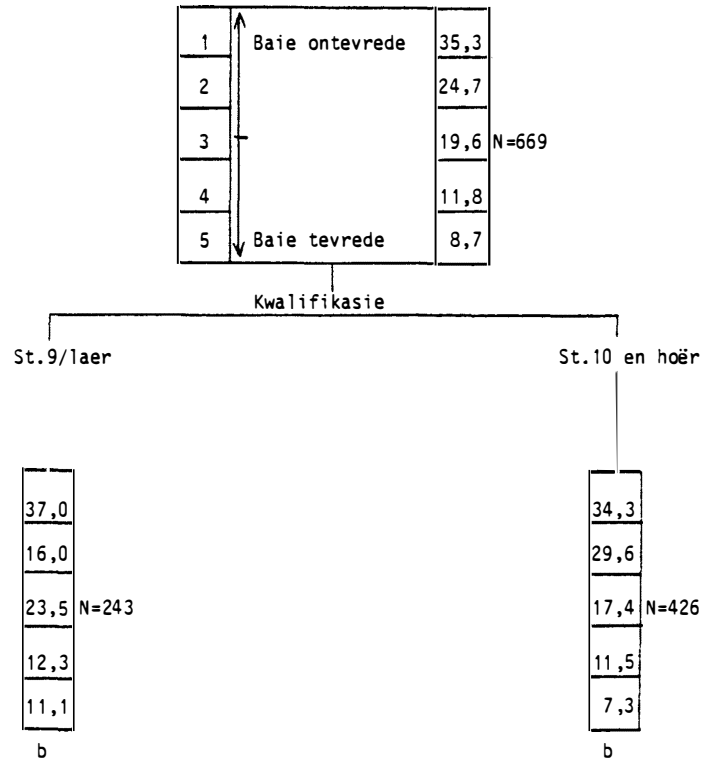 1 Baie ontevrede 35,3
2 24,7
3 19,6 N=669
4 11,8
5 Baie tevrede 8,7
Kwalifikasie
St.9/laer St.10 en hoër
37,0 34,3
16,0 29,6
23,5 N=243 17,4 N=426
12,3 11,5
11,1 7,3
b b